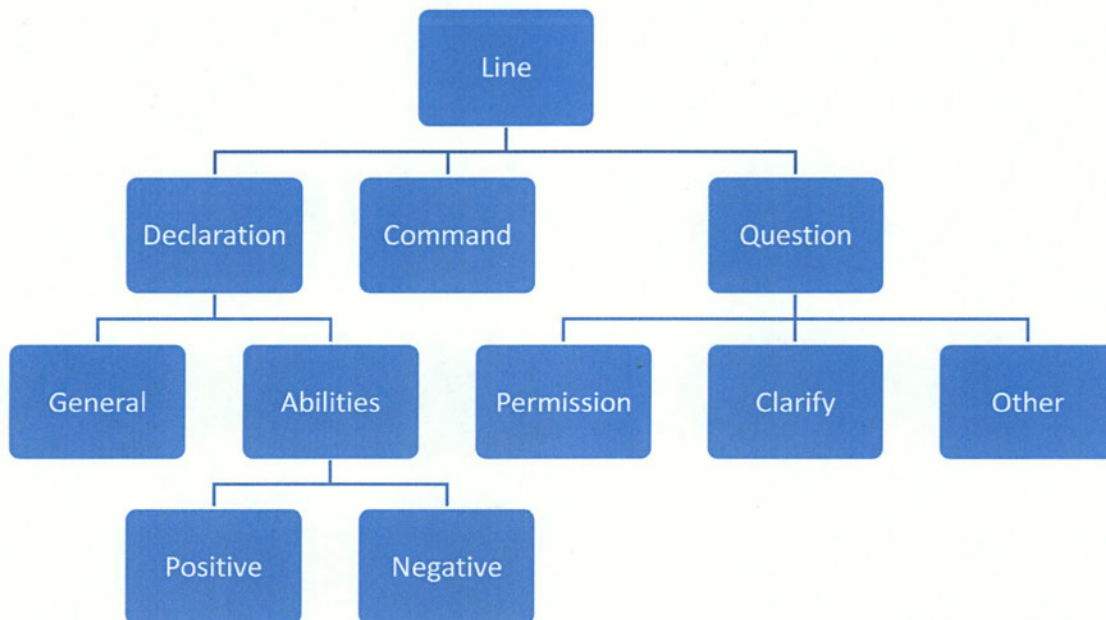 Line
Declaration
Command
Question
General
Abilities
Permission
Clarify
Other
Positive
Negative